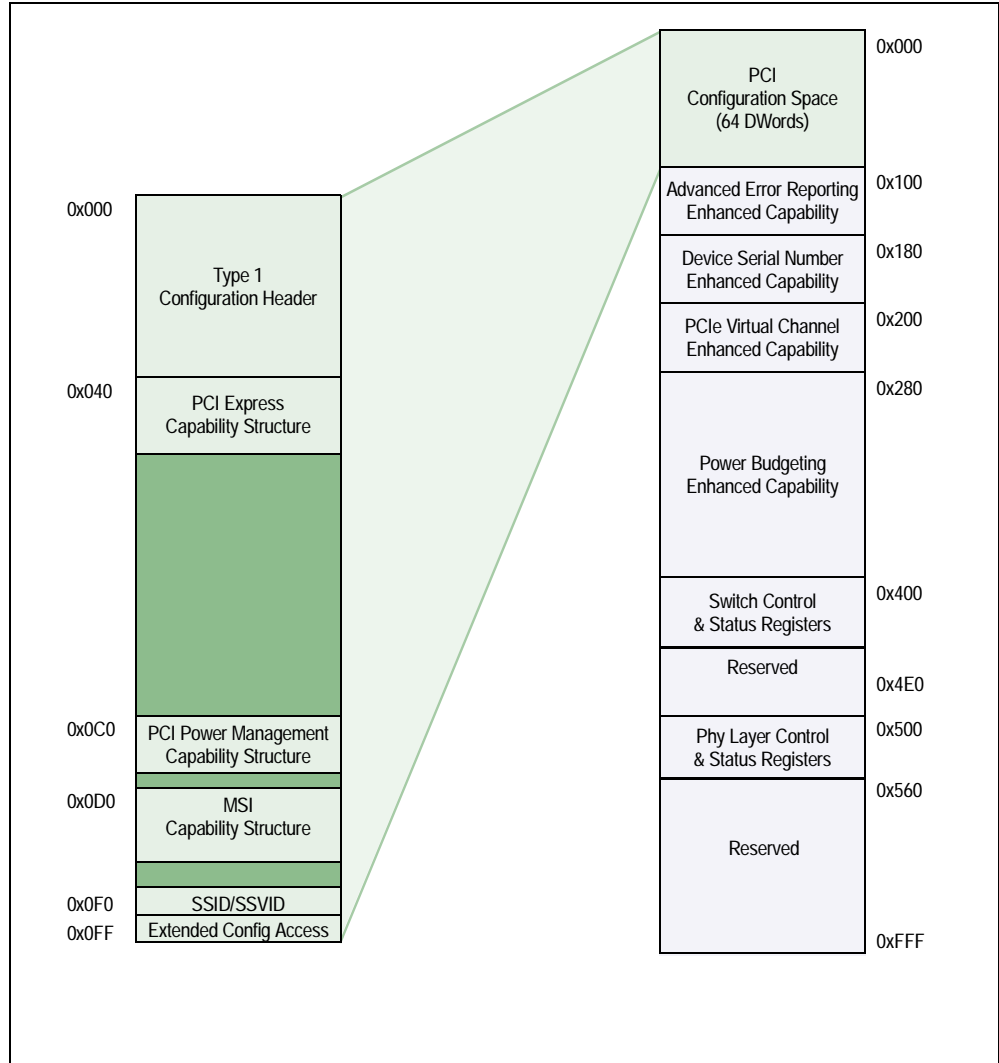 0x000
Type 1
Configuration Header
0x040
PCI Express
Capability Structure
0x0C0
PCI Power Management
Capability Structure
0x0D0
MSI
Capability Structure
0x0F0
SSID/SSVID
0x0FF
Extended Config Access
PCI
Configuration Space
(64 DWords)
0x000
Advanced Error Reporting
Enhanced Capability
0x100
Device Serial Number
Enhanced Capability
0x180
PCIe Virtual Channel
Enhanced Capability
0x200
Power Budgeting
Enhanced Capability
0x280
Switch Control
& Status Registers
0x400
Reserved
0x4E0
Phy Layer Control
& Status Registers
0x500
0x560
Reserved
0xFFF